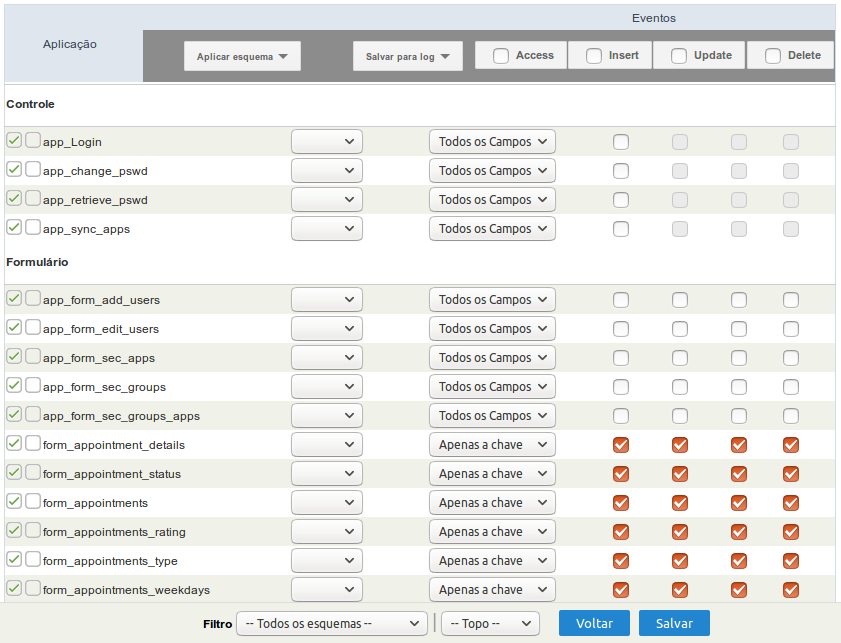 Eventos
Aplicação
Aplicar esquema Salvar para log Access Insert Update Delete
Controle
app_Login Todos os Campos
app_change_pswd Todos os Campos
app_retrieve_pswd Todos os Campos
app_sync_apps Todos os Campos
Formulário
app_form_add_users Todos os Campos
app_form_edit_users Todos os Campos
app_form_sec_apps Todos os Campos
app_form_sec_groups Todos os Campos
app_form_sec_groups_apps Todos os Campos
form_appointment_details Apenas a chave
form_appointment_status Apenas a chave
form_appointments Apenas a chave
form_appointments_rating Apenas a chave
form_appointments_type Apenas a chave
form_appointments_weekdays Apenas a chave
Filtro -- Todos os esquemas -- | -- Topo -- Voltar Salvar